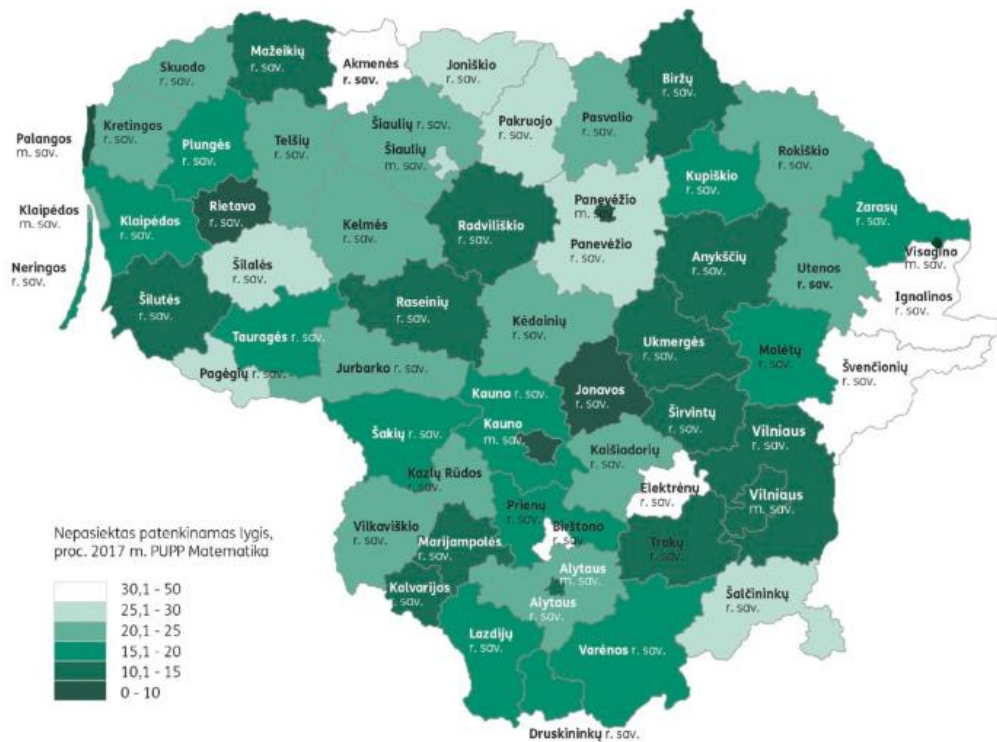 Mažeikių
r. sav.
Akmenės
r. sav.
Joniškio
r. sav.
Skuodo
r. sav.
Biržų
r. sav.
Pakruojo
r. sav.
Pasvalio
r. sav.
Šiaulių r. sav.
Šiaulių
m. sav.
Kretingos
r. sav.
Palangos
m. sav.
Plungės
r. sav.
Telšių
r. sav.
Rokiškio
r. sav.
Kupiškio
r. sav.
Panevėžio
m. sav.
Panevėžio
r. sav.
Zarasų
r. sav.
Klaipėdos
m. sav.
Klaipėdos
r. sav.
Rietavo
r. sav.
Kelmės
r. sav.
Radviliškio
r. sav.
Anykščių
r. sav.
Visagino
m. sav.
Utenos
r. sav.
Ignalinos
r. sav.
Neringos
r. sav.
Šilalės
r. sav.
Šilutės
r. sav.
Raseinių
r. sav.
Kėdainių
r. sav.
Tauragės r. sav.
Ukmergės
r. sav.
Molėtų
r. sav.
Švenčionių
r. sav.
Pagėgių r. sav.
Jurbarko r. sav.
Kauno r. sav.
Jonavos
r. sav.
Širvintų
r. sav.
Kauno
m. sav.
Šakių r. sav.
Vilniaus
r. sav.
Kaišiadorių
r. sav.
Kazlų Rūdos
r. sav.
Elektrėnų
r. sav.
Vilniaus
m. sav.
Prienų
r. sav.
Birštono
r. sav.
Vilkaviškio
r. sav.
Marijampolės
r. sav.
Trakų
r. sav.
Alytaus
m. sav.
Kalvarijos
r. sav.
Alytaus
r. sav.
Šalčininkų
r. sav.
Lazdijų
r. sav.
Varėnos r. sav.
Druskininkų r. sav.
Nepasiektas patenkinamas lygis,
proc. 2017 m. PUPP Matematika
30,1 - 50
25,1 - 30
20,1 - 25
15,1 - 20
10,1 - 15
0 - 10